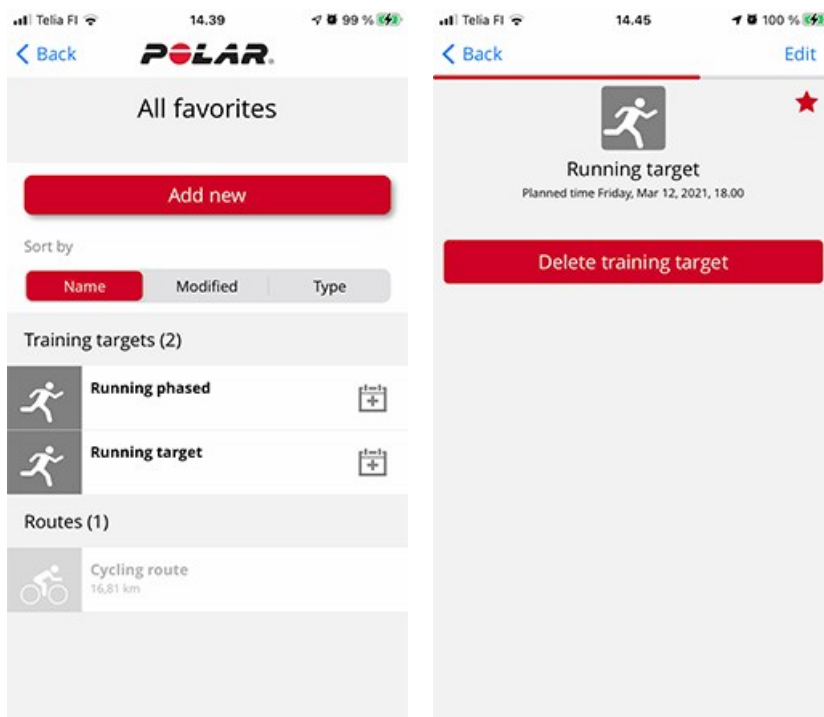 Telia FI 14.39 99 %
Back POLAR.
All favorites
Add new
Sort by
Name Modified Type
Training targets (2)
Running phased
Running target
Routes (1)
Cycling route
16,81 km
Telia FI 14.45 100 %
Back Edit
Running target
Planned time Friday, Mar 12, 2021, 18.00
Delete training target